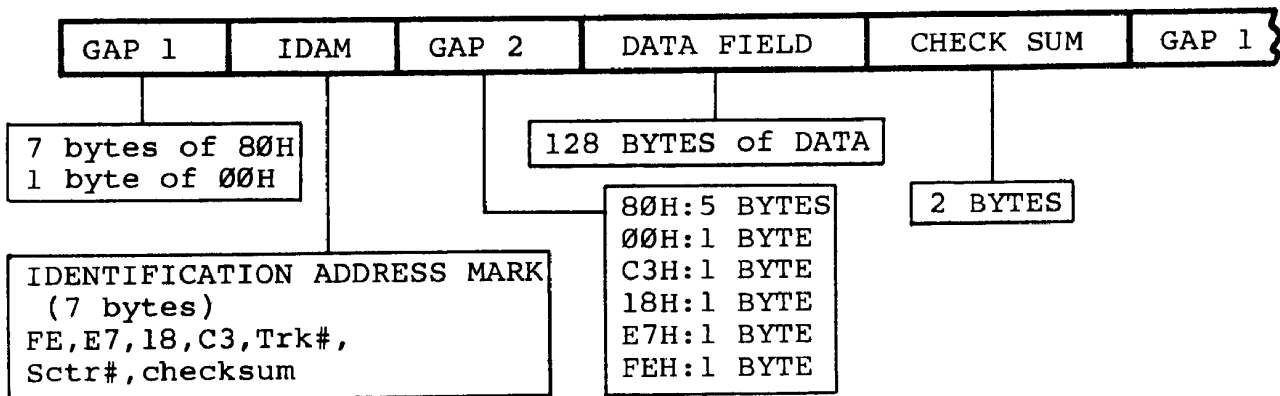 GAP 1 IDAM GAP 2 DATA FIELD CHECK SUM GAP 1
7 bytes of 8ØH
1 byte of ØØH
128 BYTES of DATA
2 BYTES
8ØH:5 BYTES
ØØH:1 BYTE
C3H:1 BYTE
18H:1 BYTE
E7H:1 BYTE
FEH:1 BYTE
IDENTIFICATION ADDRESS MARK
(7 bytes)
FE,E7,18,C3,Trk#,
Sctr#,checksum